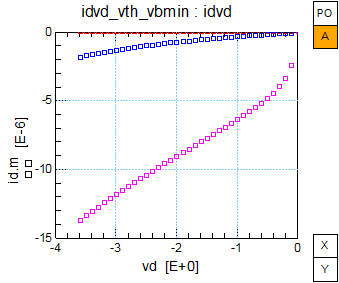 idvd_vth_vbmin : idvd
PO
A
0
-5
-10
-15
id.m [E-6]
-4
-3
-2
-1
0
vd [E+0]
X
Y